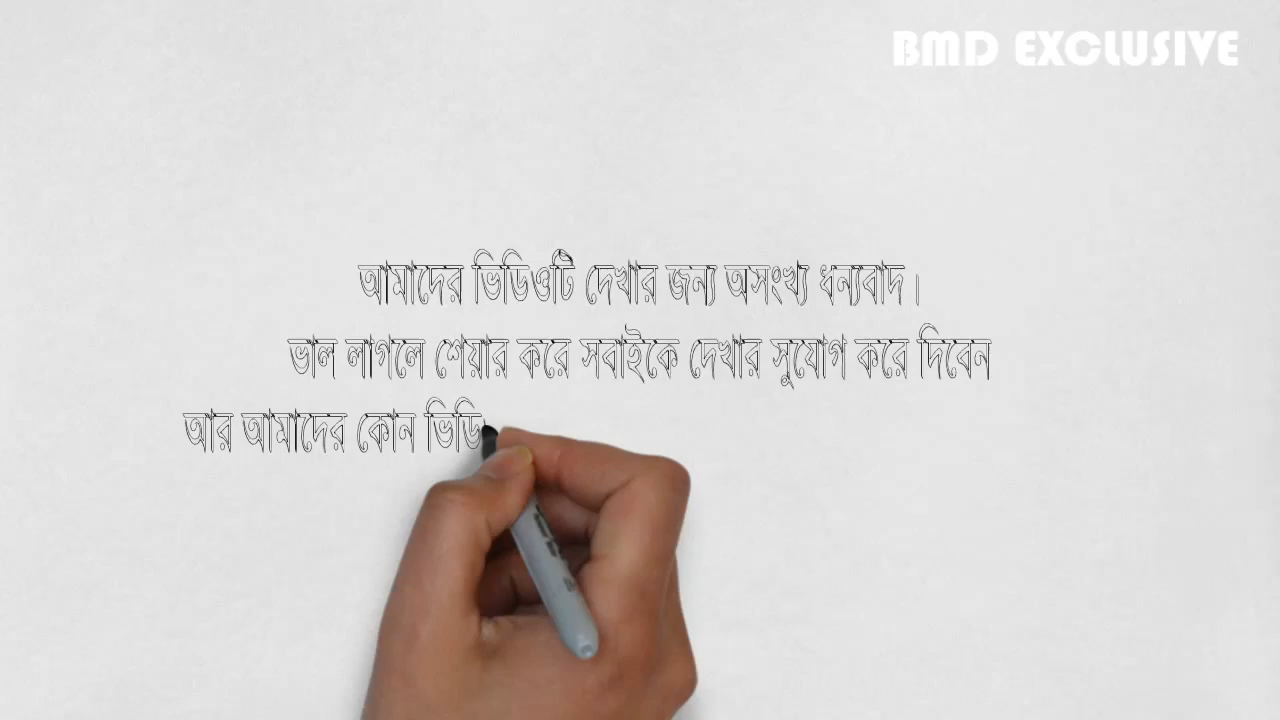 BMD EXCLUSIVE
আমাদের ভিডিওটি দেখার জন্য অসংখ্য ধন্যবাদ।
ভাল লাগলে শেয়ার করে সবাইকে দেখার সুযোগ করে দিবেন
আর আমাদের কোন ভিডি